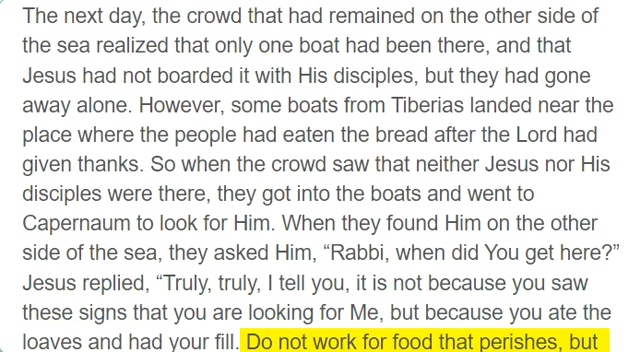 The next day, the crowd that had remained on the other side of
the sea realized that only one boat had been there, and that
Jesus had not boarded it with His disciples, but they had gone
away alone. However, some boats from Tiberias landed near the
place where the people had eaten the bread after the Lord had
given thanks. So when the crowd saw that neither Jesus nor His
disciples were there, they got into the boats and went to
Capernaum to look for Him. When they found Him on the other
side of the sea, they asked Him, “Rabbi, when did You get here?”
Jesus replied, “Truly, truly, I tell you, it is not because you saw
these signs that you are looking for Me, but because you ate the
loaves and had your fill. Do not work for food that perishes, but